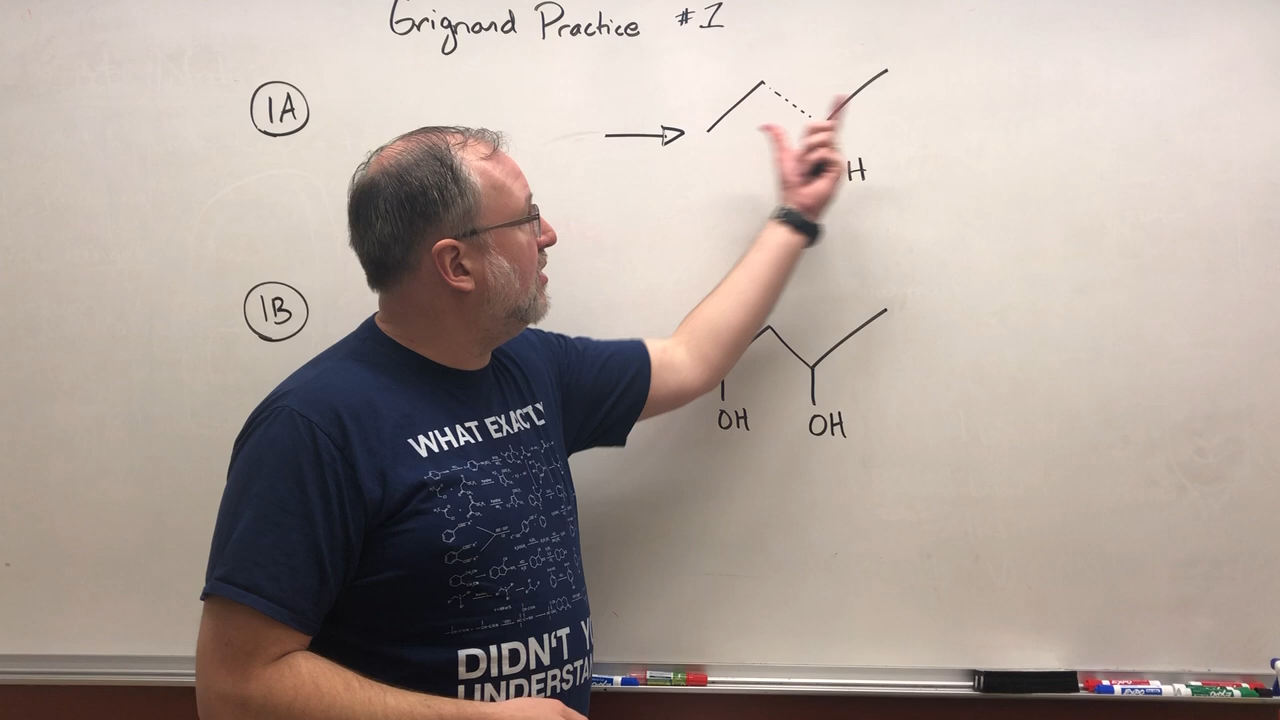 Grignard Practice #1
1A
H
1B
OH OH
WHAT EXACTLY
DIDN'T